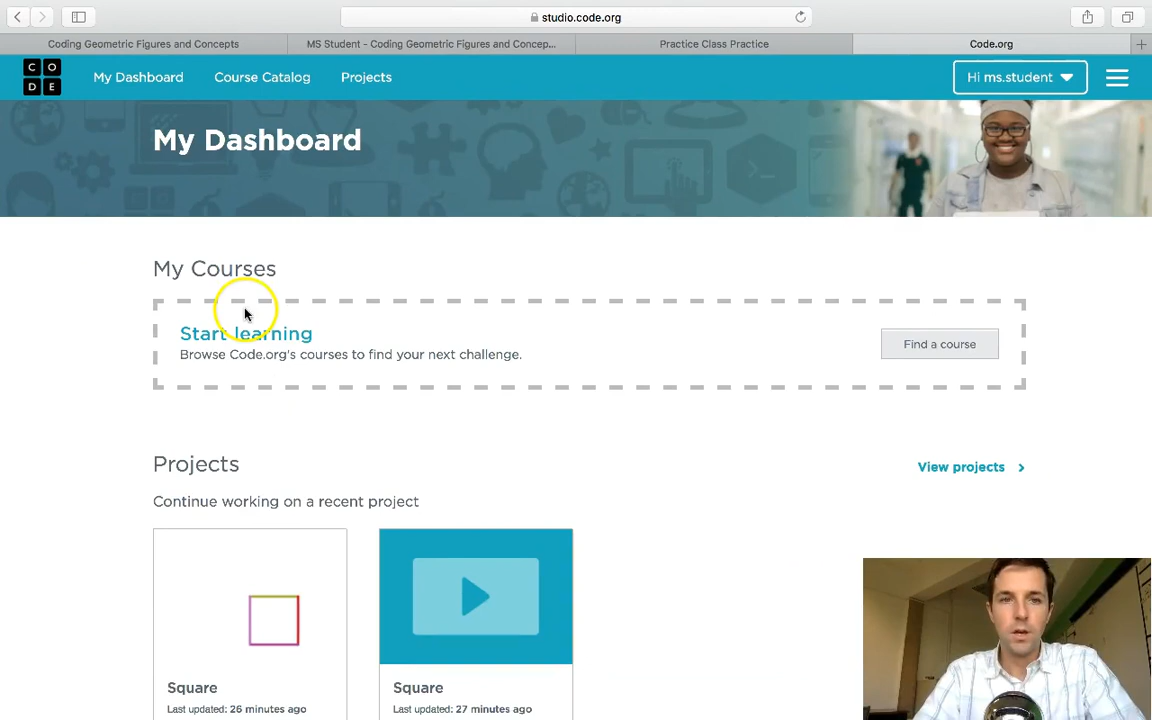 studio.code.org
Coding Geometric Figures and Concepts
MS Student - Coding Geometric Figures and Concep...
Practice Class Practice
Code.org
C O
D E
My Dashboard
Course Catalog
Projects
Hi ms.student
My Dashboard
My Courses
Start learning
Browse Code.org's courses to find your next challenge.
Find a course
Projects
View projects
Continue working on a recent project
Square
Last updated: 26 minutes ago
Square
Last updated: 27 minutes ago